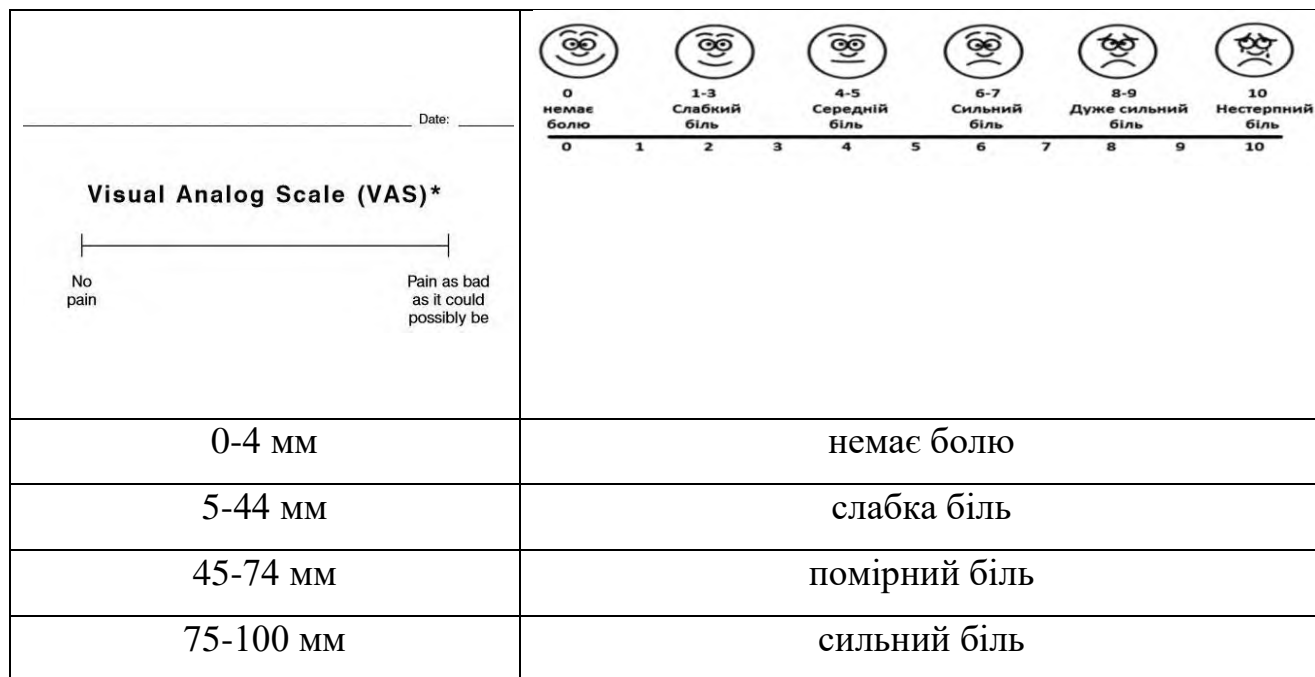 Date:
Visual Analog Scale (VAS)*
No
pain
Pain as bad
as it could
possibly be
0
немає
болю
1-3
Слабкий
біль
4-5
Середній
біль
6-7
Сильний
біль
8-9
Дуже сильний
біль
10
Нестерпний
біль
0 1 2 3 4 5 6 7 8 9 10
0-4 мм немає болю
5-44 мм слабка біль
45-74 мм помірний біль
75-100 мм сильний біль